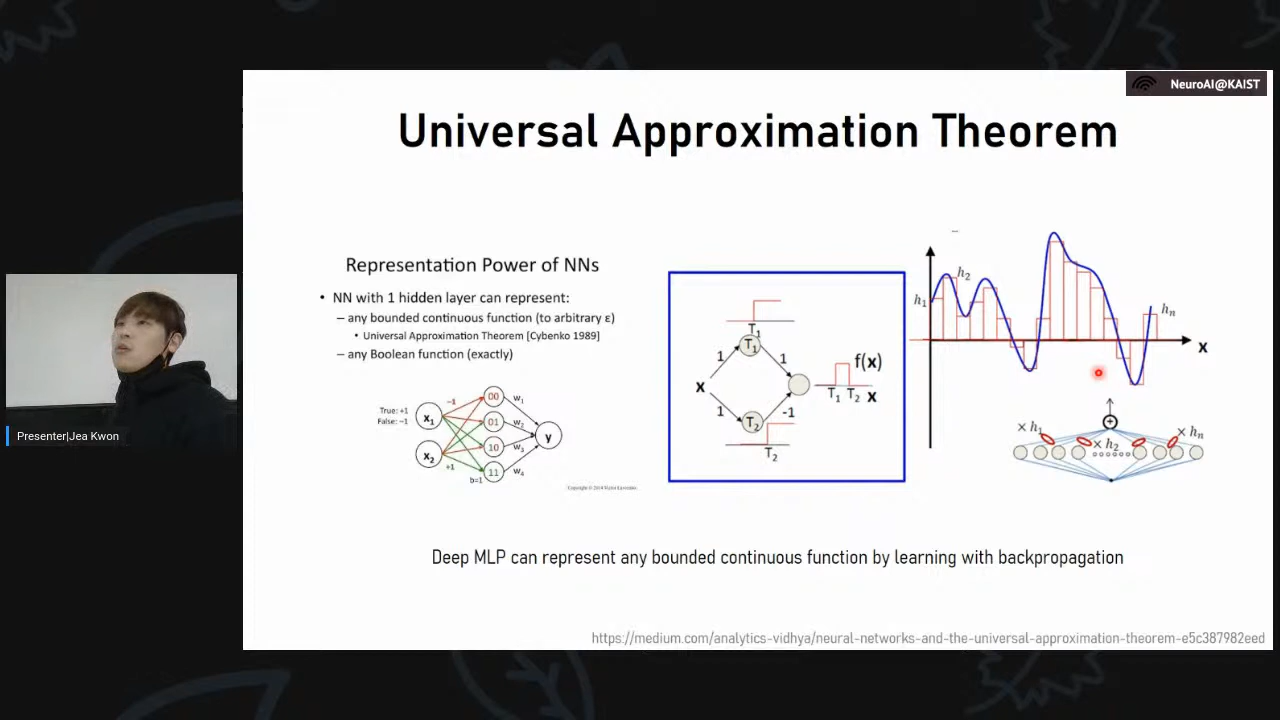 NeuroAI@KAIST
Universal Approximation Theorem
Representation Power of NNs
• NN with 1 hidden layer can represent:
– any bounded continuous function (to arbitrary ε)
• Universal Approximation Theorem [Cybenko 1989]
– any Boolean function (exactly)
True: +1
False: –1
x₁
x₂
–1
+1
b=1
00
01
10
11
w₁
w₂
w₃
w₄
y
T₁
T₁
1
1
x
f(x)
T₁ T₂ x
1
-1
T₂
T₂
h₁
h₂
hₙ
x
× h₁
× h₂
× hₙ
+
Presenter|Jea Kwon
Deep MLP can represent any bounded continuous function by learning with backpropagation
https://medium.com/analytics-vidhya/neural-networks-and-the-universal-approximation-theorem-e5c387982eed